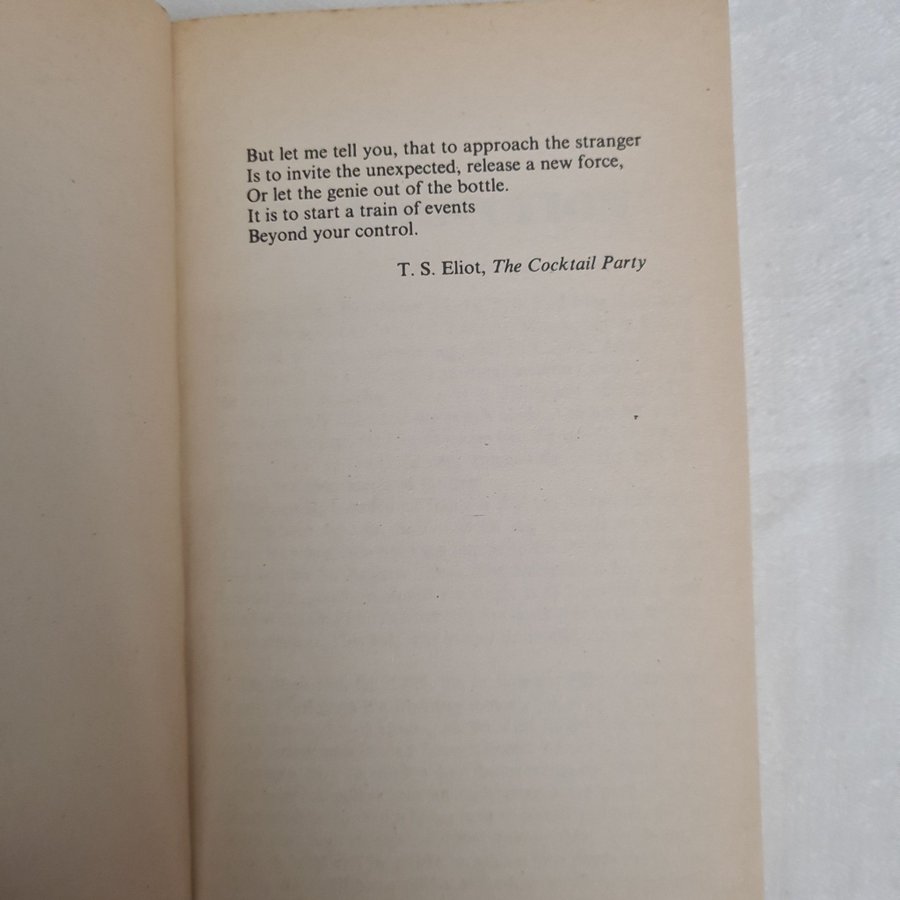 But let me tell you, that to approach the stranger
Is to invite the unexpected, release a new force,
Or let the genie out of the bottle.
It is to start a train of events
Beyond your control.
T. S. Eliot, The Cocktail Party